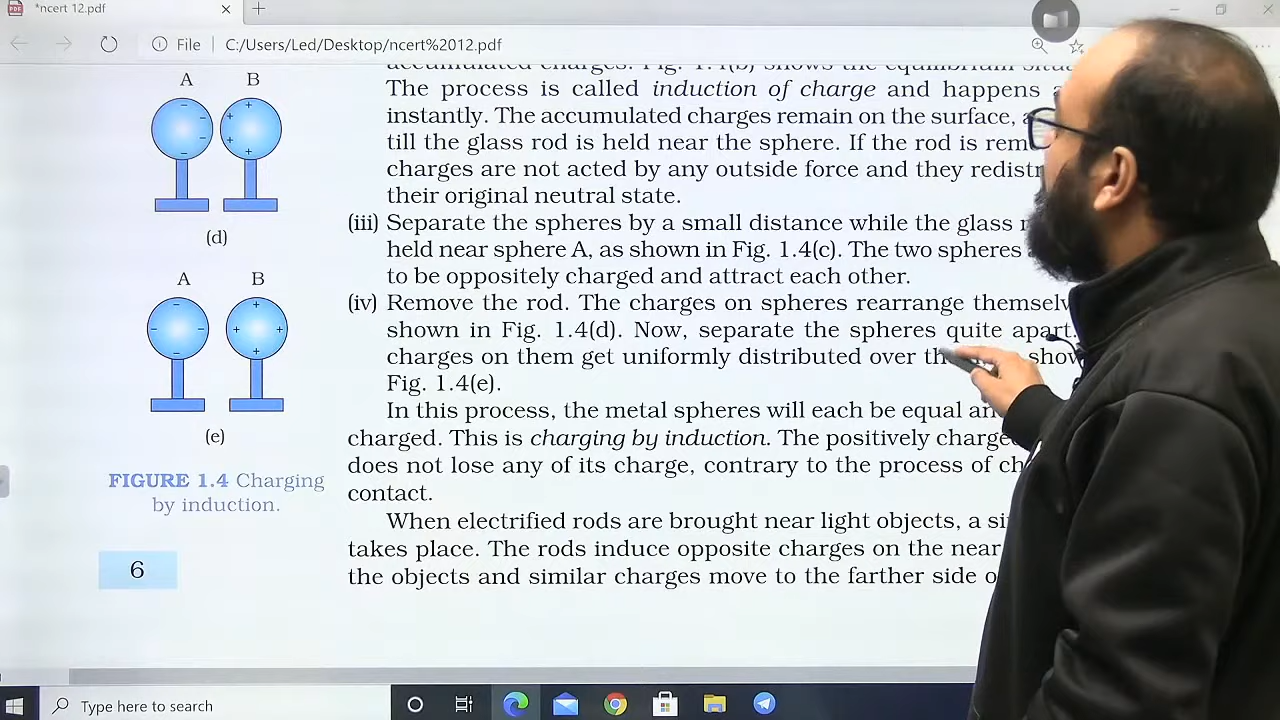 *ncert 12.pdf
File
C:/Users/Led/Desktop/ncert%2012.pdf
A B
(d)
A B
(e)
FIGURE 1.4 Charging
by induction.
6
accumulated charges. Fig. 1.4(b) shows the equilibrium
The process is called induction of charge and happens
instantly. The accumulated charges remain on the surface,
till the glass rod is held near the sphere. If the rod is
charges are not acted by any outside force and they
their original neutral state.
(iii) Separate the spheres by a small distance while the glass
held near sphere A, as shown in Fig. 1.4(c). The two spheres
to be oppositely charged and attract each other.
(iv) Remove the rod. The charges on spheres rearrange
shown in Fig. 1.4(d). Now, separate the spheres quite apart.
charges on them get uniformly distributed over
Fig. 1.4(e).
In this process, the metal spheres will each be equal
charged. This is charging by induction. The positively
does not lose any of its charge, contrary to the process of
contact.
When electrified rods are brought near light objects, a
takes place. The rods induce opposite charges on the near
the objects and similar charges move to the farther side
Type here to search